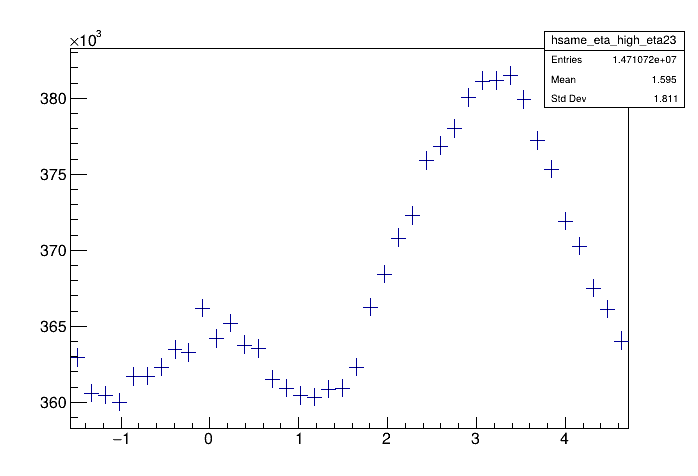 ×10³
hsame_eta_high_eta23
Entries 1.471072e+07
Mean 1.595
Std Dev 1.811
380
375
370
365
360
−1 0 1 2 3 4